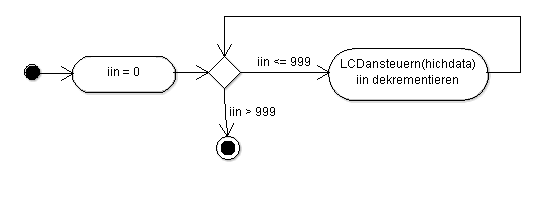 iin = 0
iin <= 999
LCDansteuern(hichdata)
iin dekrementieren
iin > 999